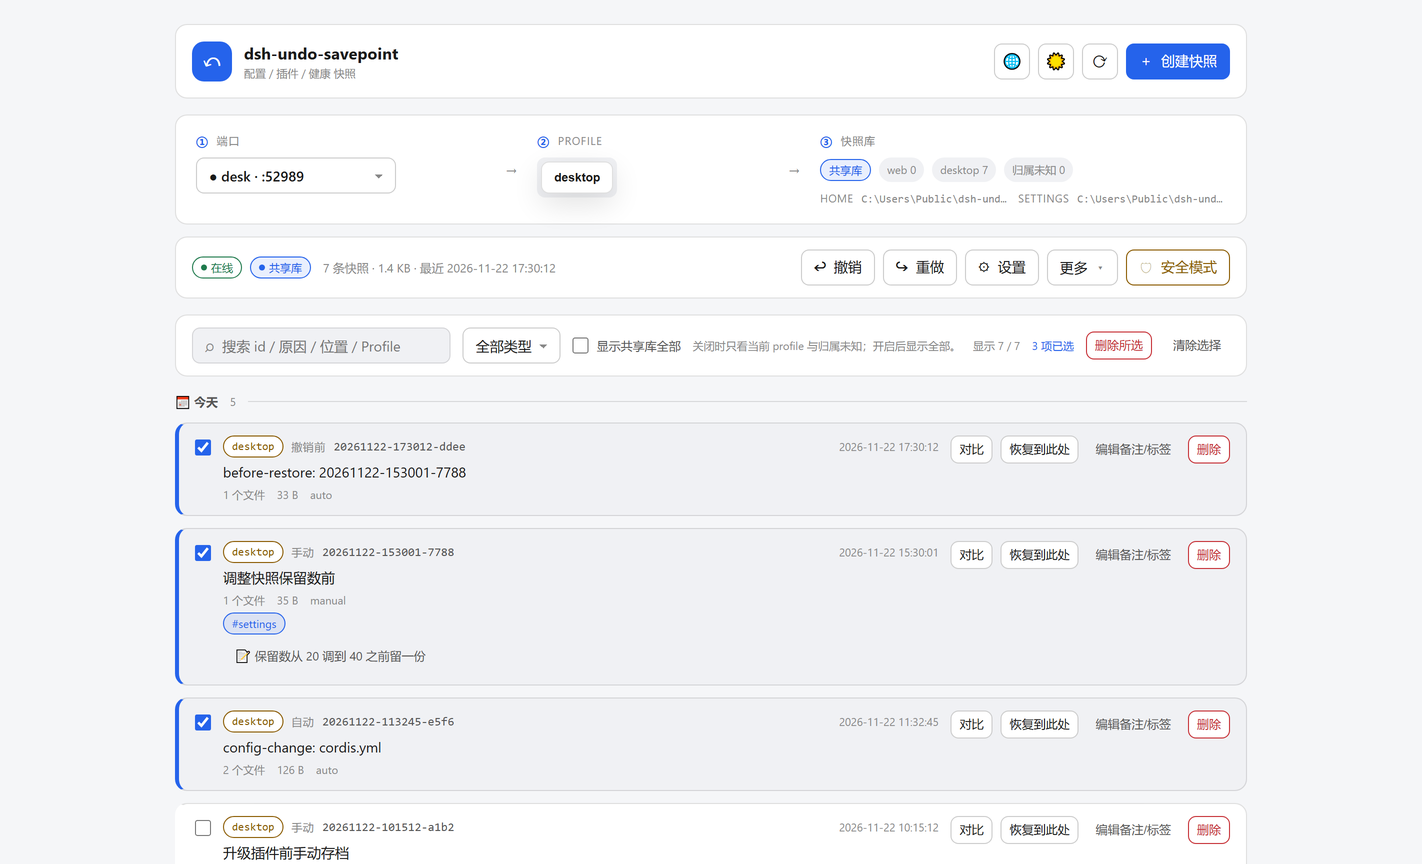 dsh-undo-savepoint
配置 / 插件 / 健康 快照
+ 创建快照
① 端口
● desk · :52989
→
② PROFILE
desktop
→
③ 快照库
共享库 web 0 desktop 7 归属未知 0
HOME C:\Users\Public\dsh-und… SETTINGS C:\Users\Public\dsh-und…
● 在线 ● 共享库 7 条快照 · 1.4 KB · 最近 2026-11-22 17:30:12
↩ 撤销 ↪ 重做 ⚙ 设置 更多 ▾ 🛡 安全模式
⌕ 搜索 id / 原因 / 位置 / Profile 全部类型 显示共享库全部 关闭时只看当前 profile 与归属未知；开启后显示全部。 显示 7 / 7 3 项已选 删除所选 清除选择
今天 5
desktop 撤销前 20261122-173012-ddee 2026-11-22 17:30:12 对比 恢复到此处 编辑备注/标签 删除
before-restore: 20261122-153001-7788
1 个文件 33 B auto
desktop 手动 20261122-153001-7788 2026-11-22 15:30:01 对比 恢复到此处 编辑备注/标签 删除
调整快照保留数前
1 个文件 35 B manual
#settings
📝 保留数从 20 调到 40 之前留一份
desktop 自动 20261122-113245-e5f6 2026-11-22 11:32:45 对比 恢复到此处 编辑备注/标签 删除
config-change: cordis.yml
2 个文件 126 B auto
desktop 手动 20261122-101512-a1b2 2026-11-22 10:15:12 对比 恢复到此处 编辑备注/标签 删除
升级插件前手动存档